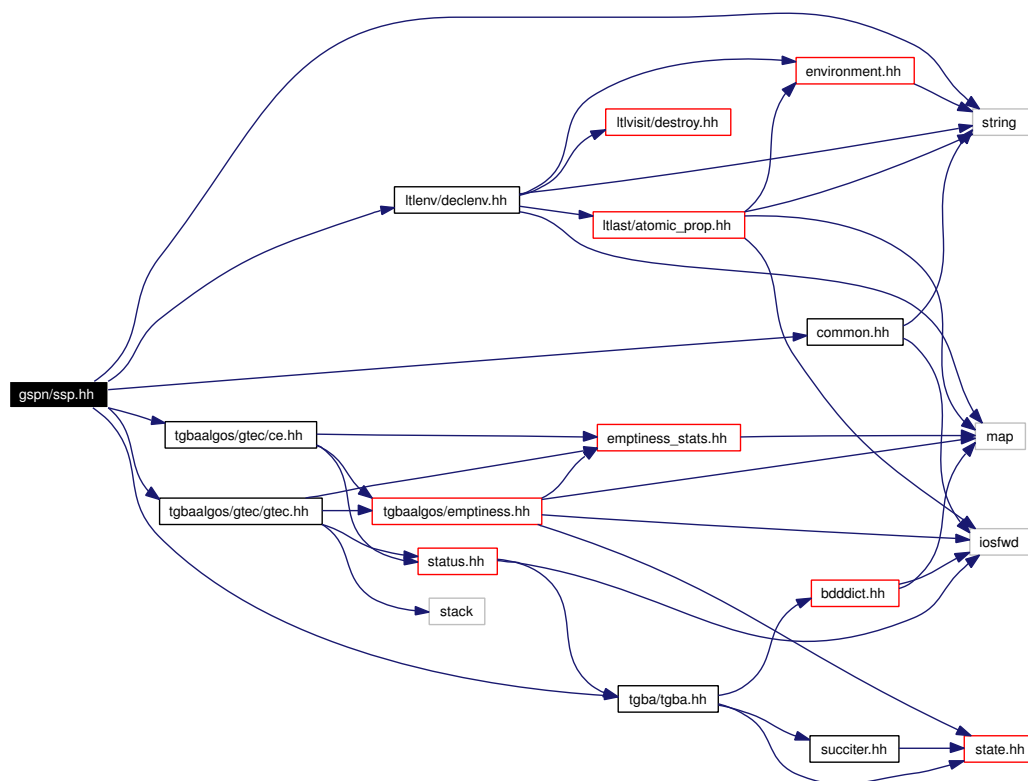 environment.hh
ltlvisit/destroy.hh
string
ltlenv/declenv.hh
ltlast/atomic_prop.hh
common.hh
gspn/ssp.hh
tgbaalgos/gtec/ce.hh
emptiness_stats.hh
map
tgbaalgos/gtec/gtec.hh
tgbaalgos/emptiness.hh
iosfwd
status.hh
bdddict.hh
stack
tgba/tgba.hh
succiter.hh
state.hh